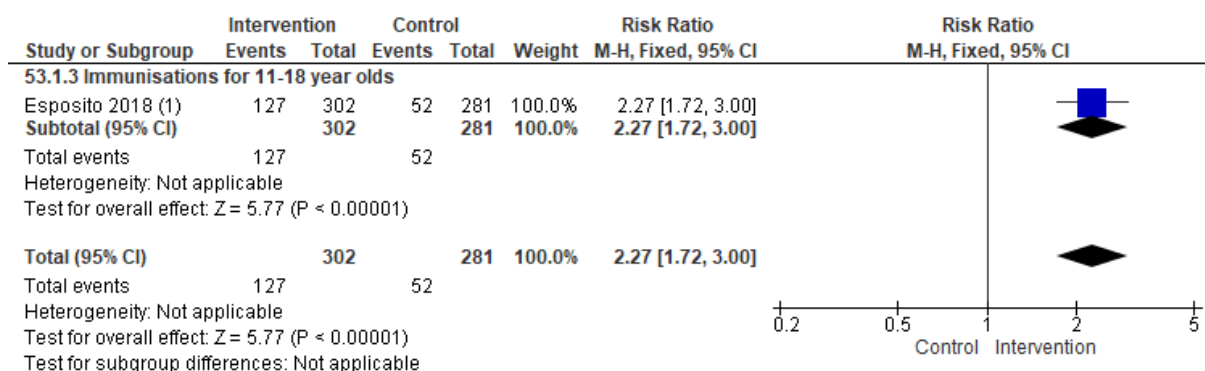 Intervention Control Risk Ratio Risk Ratio
Study or Subgroup Events Total Events Total Weight M-H, Fixed, 95% CI M-H, Fixed, 95% CI
53.1.3 Immunisations for 11-18 year olds
Esposito 2018 (1) 127 302 52 281 100.0% 2.27 [1.72, 3.00]
Subtotal (95% CI) 302 281 100.0% 2.27 [1.72, 3.00]
Total events 127 52
Heterogeneity: Not applicable
Test for overall effect: Z = 5.77 (P < 0.00001)
Total (95% CI) 302 281 100.0% 2.27 [1.72, 3.00]
Total events 127 52
Heterogeneity: Not applicable
Test for overall effect: Z = 5.77 (P < 0.00001)
Test for subgroup differences: Not applicable
0.2 0.5 1 2 5
Control Intervention